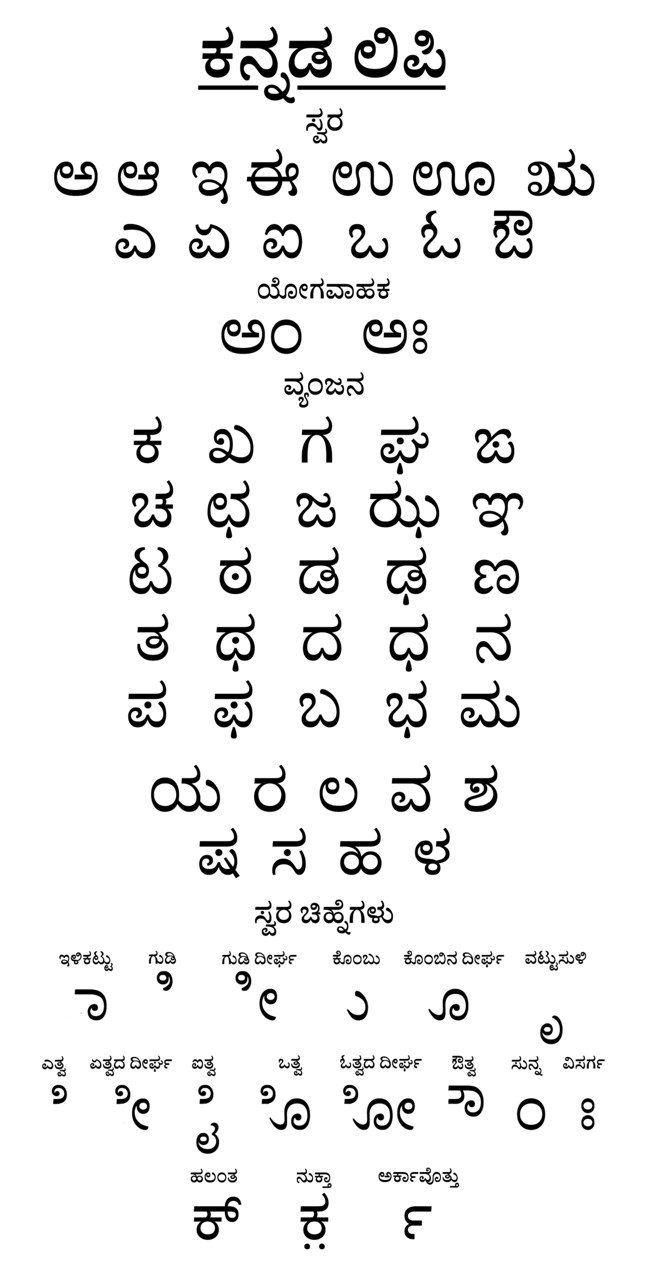 ಕನ್ನಡ ಲಿಪಿ
ಸ್ವರ
ಅ ಆ ಇ ಈ ಉ ಊ ಋ
ಎ ಏ ಐ ಒ ಓ ಔ
ಯೋಗವಾಹಕ
ಅಂ ಅಃ
ವ್ಯಂಜನ
ಕ ಖ ಗ ಘ ಙ
ಚ ಛ ಜ ಝ ಞ
ಟ ಠ ಡ ಢ ಣ
ತ ಥ ದ ಧ ನ
ಪ ಫ ಬ ಭ ಮ
ಯ ರ ಲ ವ ಶ
ಷ ಸ ಹ ಳ
ಸ್ವರ ಚಿಹ್ನೆಗಳು
ಇಳಿಕಟ್ಟು ಗುಡಿ ಗುಡಿ ದೀರ್ಘ ಕೊಂಬು ಕೊಂಬಿನ ದೀರ್ಘ ವಟ್ರುಸುಳಿ
ಾ ಿ ೀ ು ೂ ೃ
ಎತ್ವ ಏತ್ವದ ದೀರ್ಘ ಐತ್ವ ಒತ್ವ ಓತ್ವದ ದೀರ್ಘ ಔತ್ವ ಸುನ್ನ ವಿಸರ್ಗ
ೆ ೇ ೈ ೊ ೋ ೌ ಂ ಃ
ಹಲಂತ ನುಕ್ತಾ ಅರ್ಕಾವೊತ್ತು
ಕ್ ಕ಼ ರ್